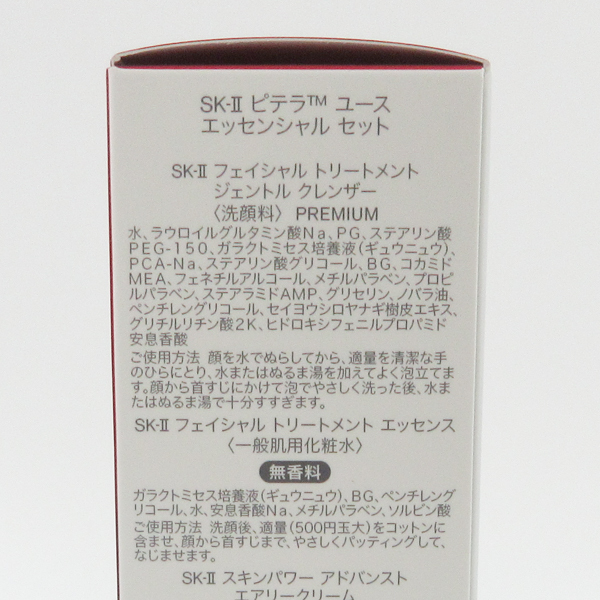 SK-II ピテラ™ ユース
エッセンシャル セット
SK-II フェイシャル トリートメント
ジェントル クレンザー
〈洗顔料〉 PREMIUM
水、ラウロイルグルタミン酸Na、PG、ステアリン酸
PEG-150、ガラクトミセス培養液(ギュウニュウ)、
PCA-Na、ステアリン酸グリコール、BG、コカミド
MEA、フェネチルアルコール、メチルパラベン、プロピ
ルパラベン、ステアラミドAMP、グリセリン、ノバラ油、
ペンチレングリコール、セイヨウシロヤナギ樹皮エキス、
グリチルリチン酸2K、ヒドロキシフェニルプロパミド
安息香酸
ご使用方法 顔を水でぬらしてから、適量を清潔な手
のひらにとり、水またはぬるま湯を加えてよく泡立てま
す。顔から首すじにかけて泡でやさしく洗った後、水ま
たはぬるま湯で十分すすぎます。
SK-II フェイシャル トリートメント エッセンス
〈一般肌用化粧水〉
無香料
ガラクトミセス培養液(ギュウニュウ)、BG、ペンチレング
リコール、水、安息香酸Na、メチルパラベン、ソルビン酸
ご使用方法 洗顔後、適量(500円玉大)をコットンに
含ませ、顔から首すじまで、やさしくパッティングして、
なじませます。
SK-II スキンパワー アドバンスト
エアリークリーム